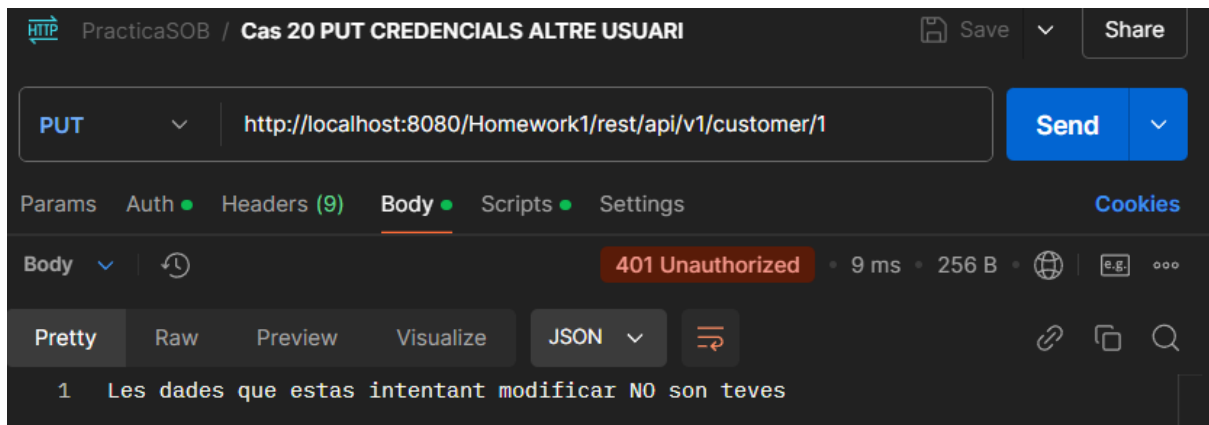 HTTP PracticaSOB / Cas 20 PUT CREDENCIALS ALTRE USUARI Save Share
PUT http://localhost:8080/Homework1/rest/api/v1/customer/1 Send
Params Auth Headers (9) Body Scripts Settings Cookies
Body 401 Unauthorized 9 ms 256 B e.g.
Pretty Raw Preview Visualize JSON
1 Les dades que estas intentant modificar NO son teves